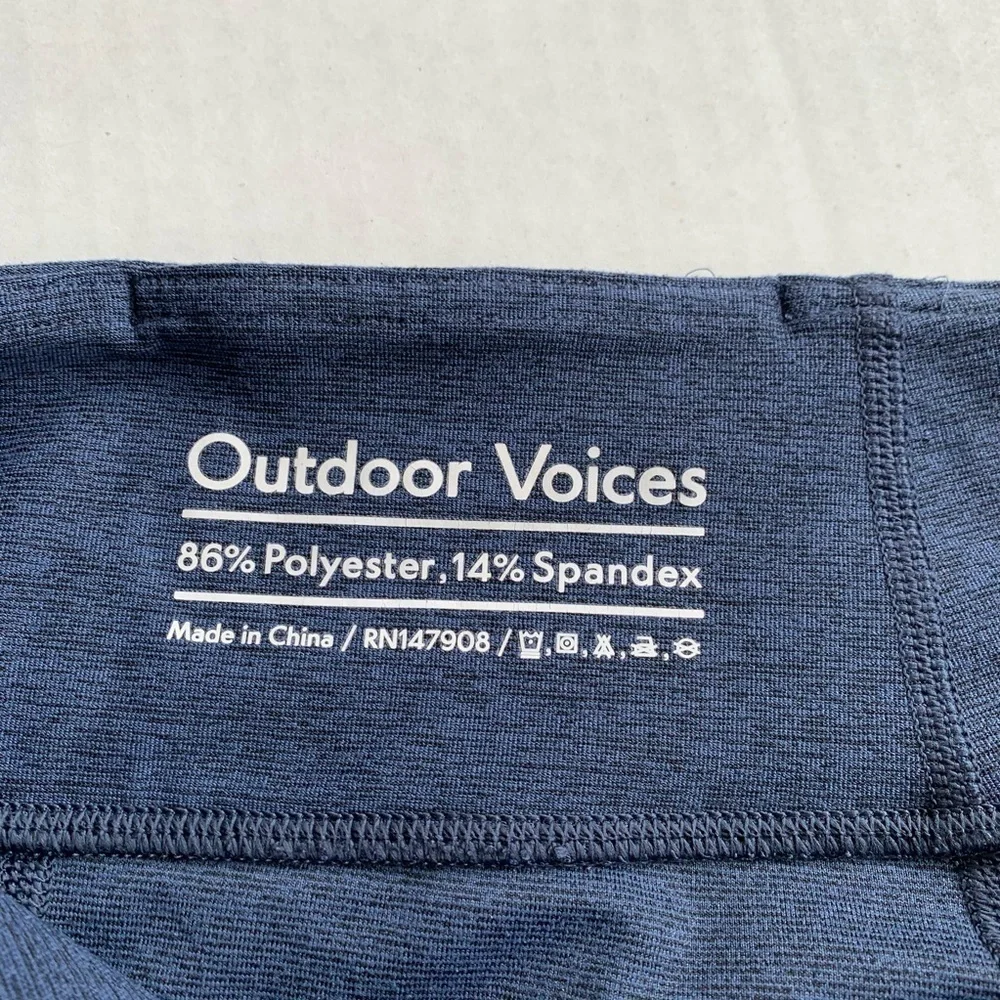 Outdoor Voices
86% Polyester, 14% Spandex
Made in China / RN147908 /